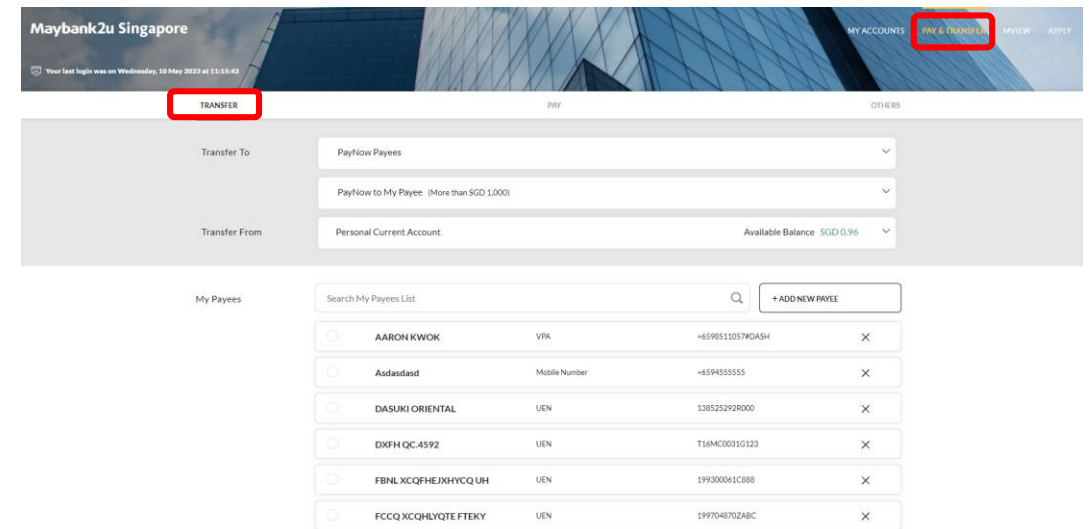 Maybank2u Singapore
MY ACCOUNTS PAY & TRANSFER MVIEW APPLY
Your last login was on Wednesday, 10 May 2023 at 11:15:43
TRANSFER PAY OTHERS
Transfer To PayNow Payees
PayNow to My Payee (More than SGD 1,000)
Transfer From Personal Current Account Available Balance SGD 0.96
My Payees Search My Payees List + ADD NEW PAYEE
AARON KWOK VPA +6598511057#DASH
Asdasdasd Mobile Number +6594555555
DASUKI ORIENTAL UEN 138525292R000
DXFH QC.4592 UEN T16MC0031G123
FBNL XCQFHEJXHYCQ UH UEN 199300061C888
FCCQ XCQHLYQTE FTEKY UEN 199704870ZABC